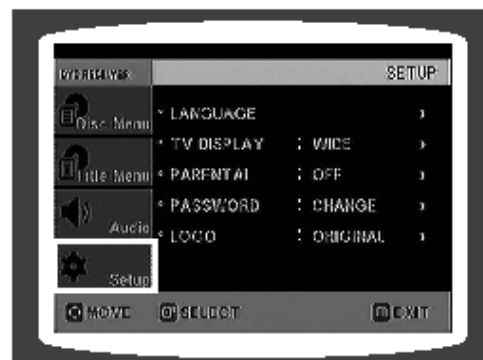 DVD RECEIVER
SETUP
Disc Menu
Title Menu
Audio
Setup
LANGUAGE
TV DISPLAY : WIDE
PARENTAL : OFF
PASSWORD : CHANGE
LOGO : ORIGINAL
MOVE SELECT EXIT